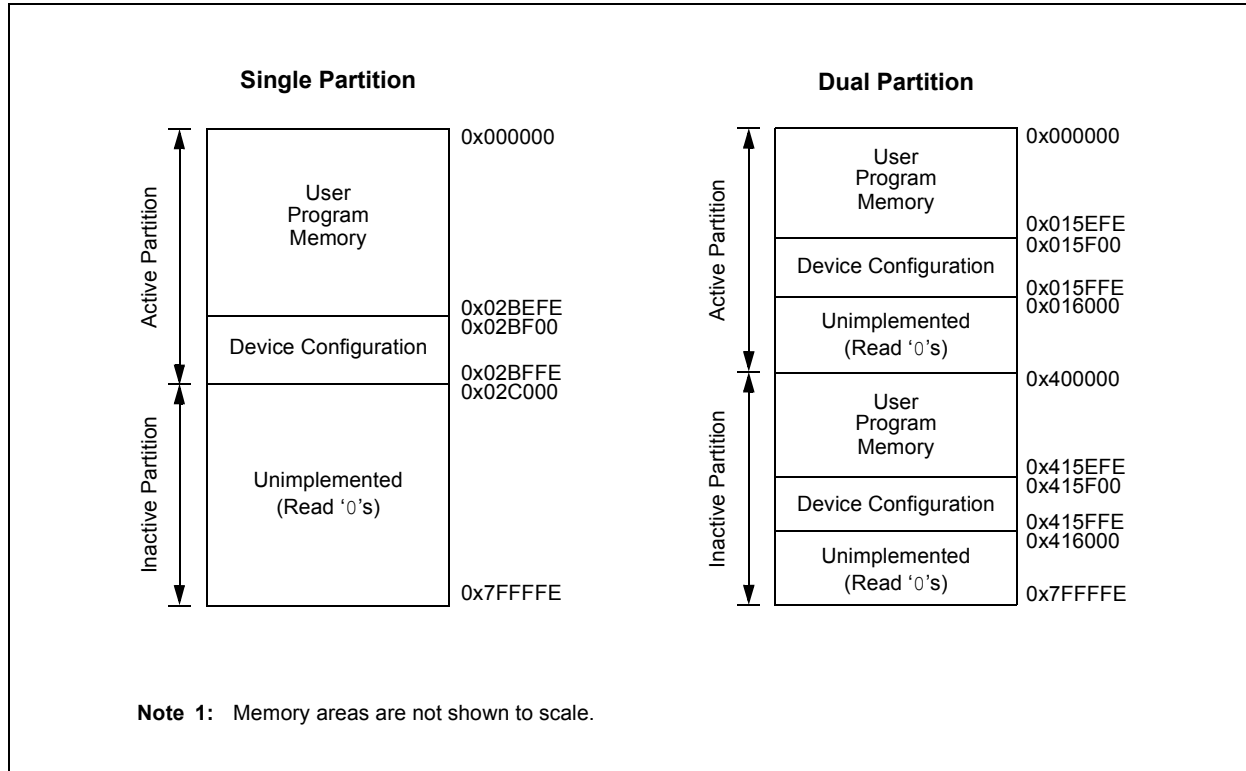 Single Partition
Active Partition
Inactive Partition
User
Program
Memory
Device Configuration
Unimplemented
(Read ‘0’s)
0x000000
0x02BEFE
0x02BF00
0x02BFFE
0x02C000
0x7FFFFE
Dual Partition
Active Partition
Inactive Partition
User
Program
Memory
Device Configuration
Unimplemented
(Read ‘0’s)
User
Program
Memory
Device Configuration
Unimplemented
(Read ‘0’s)
0x000000
0x015EFE
0x015F00
0x015FFE
0x016000
0x400000
0x415EFE
0x415F00
0x415FFE
0x416000
0x7FFFFE
Note 1: Memory areas are not shown to scale.